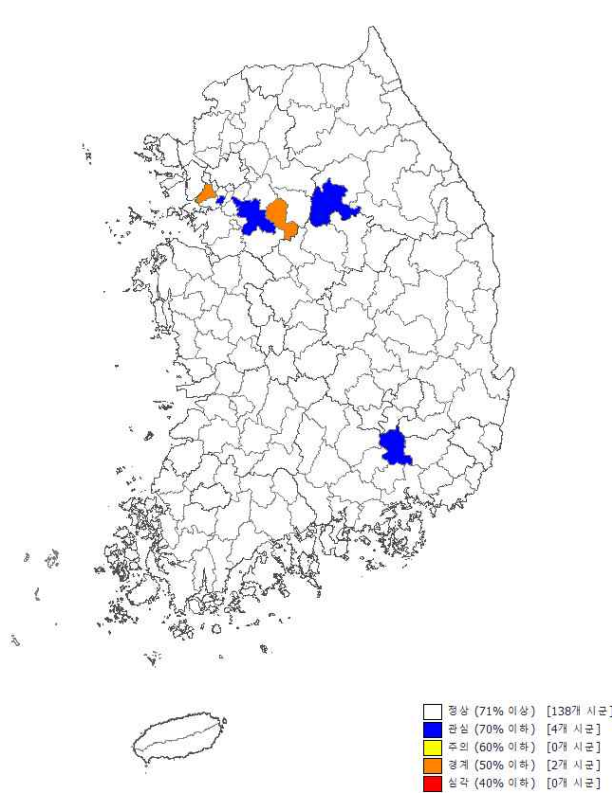 정상 (71% 이상) [138개 시군]
관심 (70% 이하) [4개 시군]
주의 (60% 이하) [0개 시군]
경계 (50% 이하) [2개 시군]
심각 (40% 이하) [0개 시군]